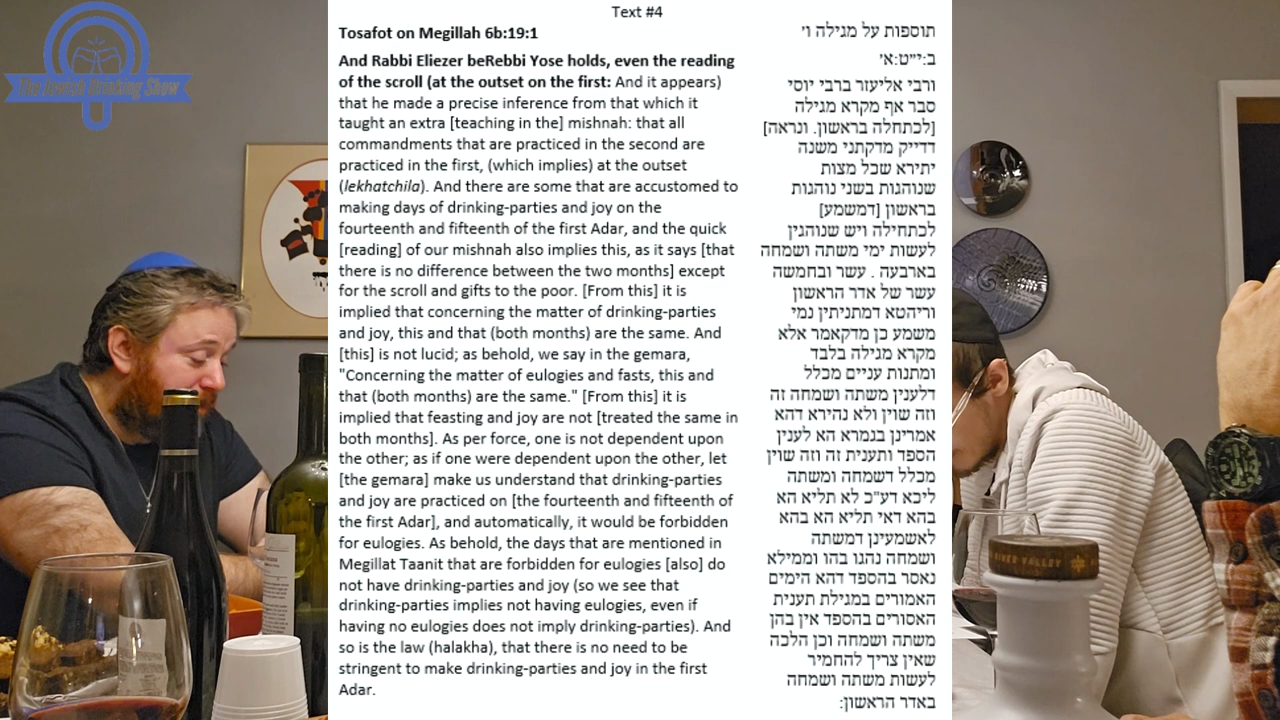 The Jewish Drinking Show
Text #4
Tosafot on Megillah 6b:19:1
And Rabbi Eliezer beRebbi Yose holds, even the reading
of the scroll (at the outset on the first: And it appears)
that he made a precise inference from that which it
taught an extra [teaching in the] mishnah: that all
commandments that are practiced in the second are
practiced in the first, (which implies) at the outset
(lekhatchila). And there are some that are accustomed to
making days of drinking-parties and joy on the
fourteenth and fifteenth of the first Adar, and the quick
[reading] of our mishnah also implies this, as it says [that
there is no difference between the two months] except
for the scroll and gifts to the poor. [From this] it is
implied that concerning the matter of drinking-parties
and joy, this and that (both months) are the same. And
[this] is not lucid; as behold, we say in the gemara,
"Concerning the matter of eulogies and fasts, this and
that (both months) are the same." [From this] it is
implied that feasting and joy are not [treated the same in
both months]. As per force, one is not dependent upon
the other; as if one were dependent upon the other, let
[the gemara] make us understand that drinking-parties
and joy are practiced on [the fourteenth and fifteenth of
the first Adar], and automatically, it would be forbidden
for eulogies. As behold, the days that are mentioned in
Megillat Taanit that are forbidden for eulogies [also] do
not have drinking-parties and joy (so we see that
drinking-parties implies not having eulogies, even if
having no eulogies does not imply drinking-parties). And
so is the law (halakha), that there is no need to be
stringent to make drinking-parties and joy in the first
Adar.
תוספות על מגילה ו׳
ב:י״ט:א׳
ורבי אליעזר ברבי יוסי
סבר אף מקרא מגילה
[לכתחלה בראשון. ונראה]
דדייק מדקתני משנה
יתירא שכל מצות
שנוהגות בשני נוהגות
בראשון [דמשמע]
לכתחילה ויש שנוהגין
לעשות ימי משתה ושמחה
בארבעה . עשר ובחמשה
עשר של אדר הראשון
וריהטא דמתניתין נמי
משמע כן מדקאמר אלא
מקרא מגילה בלבד
ומתנות עניים מכלל
דלענין משתה ושמחה זה
וזה שוין ולא נהירא דהא
אמרינן בגמרא הא לענין
הספד ותענית זה וזה שוין
מכלל דשמחה ומשתה
ליכא דע"כ לא תליא הא
בהא דאי תליא הא בהא
לאשמעינן דמשתה
ושמחה נהגו בהו וממילא
נאסר בהספד דהא הימים
האמורים במגילת תענית
האסורים בהספד אין בהן
משתה ושמחה וכן הלכה
שאין צריך להחמיר
לעשות משתה ושמחה
באדר הראשון: